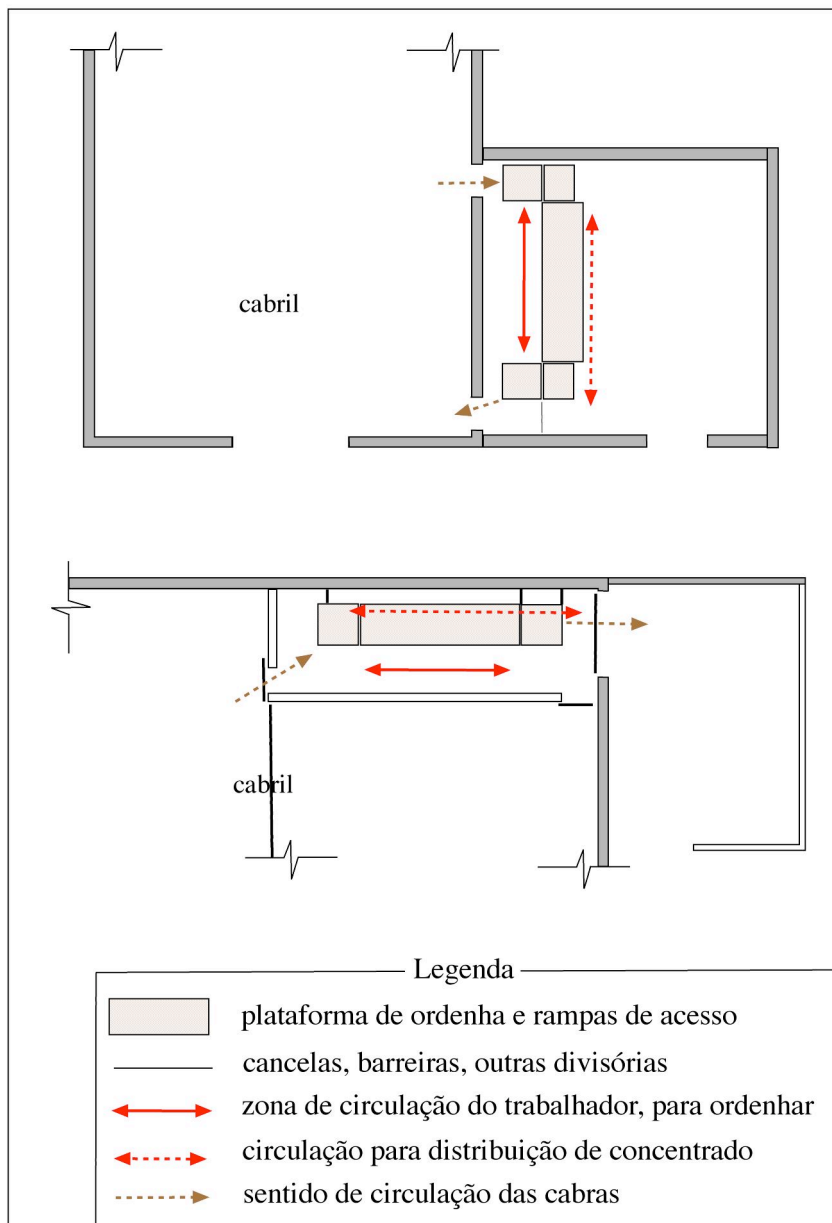 cabril
cabril
Legenda
plataforma de ordenha e rampas de acesso
cancelas, barreiras, outras divisórias
zona de circulação do trabalhador, para ordenhar
circulação para distribuição de concentrado
sentido de circulação das cabras